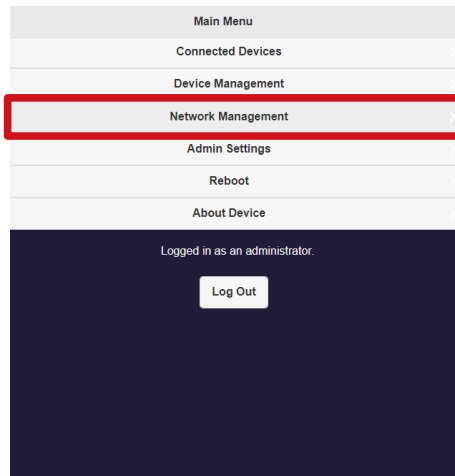 Main Menu
Connected Devices
Device Management
Network Management
Admin Settings
Reboot
About Device
Logged in as an administrator.
Log Out